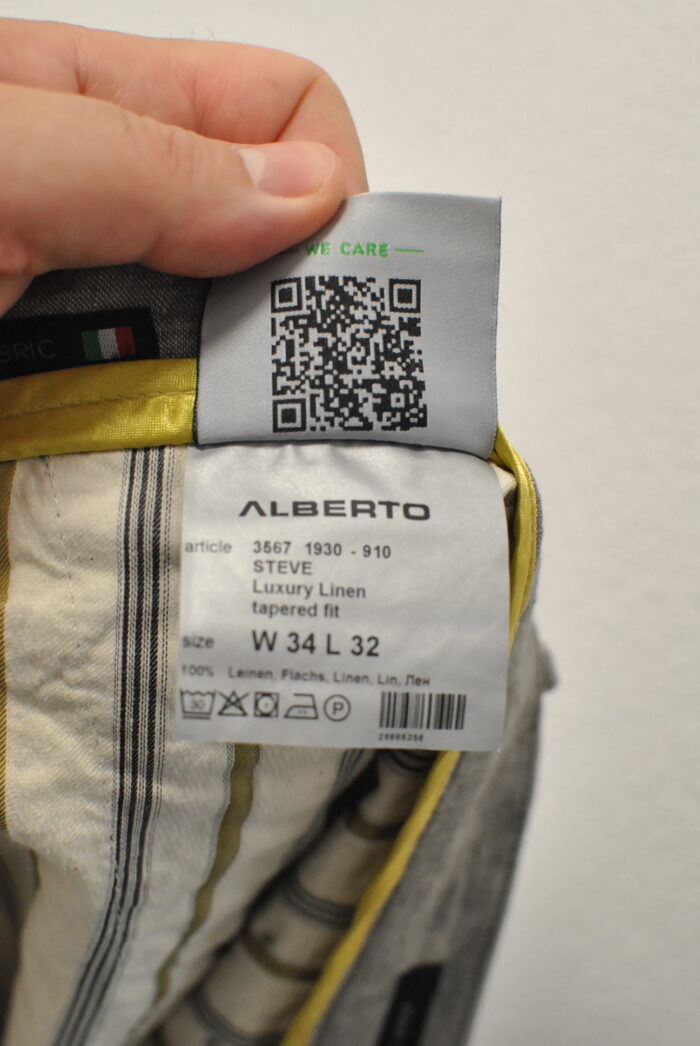 WE CARE
BRIC
ALBERTO
article 3567 1930 - 910
STEVE
Luxury Linen
tapered fit
size W 34 L 32
100% Leinen, Flachs, Linen, Lin, Лен
30 P